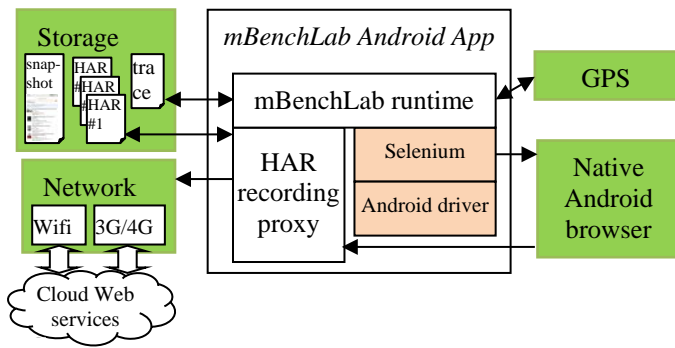 Storage
snap-
shot
HAR
#
HAR
#
HAR
#1
tra
ce
Network
Wifi
3G/4G
Cloud Web
services
mBenchLab Android App
mBenchLab runtime
HAR
recording
proxy
Selenium
Android driver
GPS
Native
Android
browser